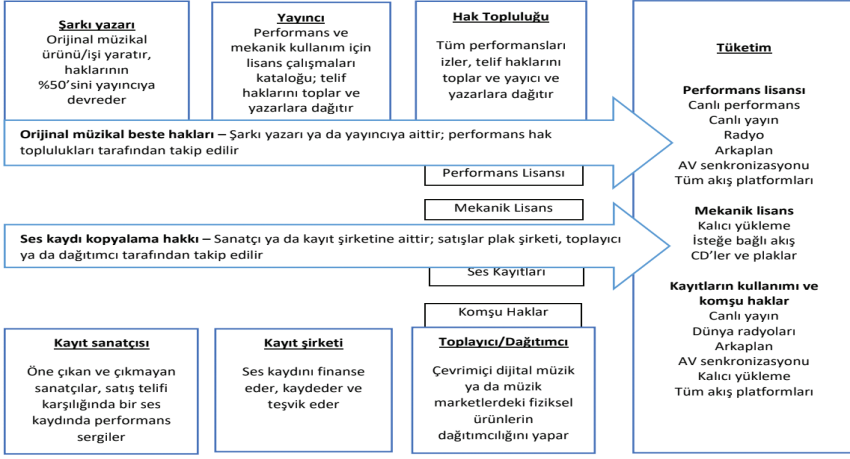 Şarkı yazarı
Orijinal müzikal
ürünü/işi yaratır,
haklarının
%50’sini yayıncıya
devreder
Yayıncı
Performans ve
mekanik kullanım için
lisans çalışmaları
kataloğu; telif
haklarını toplar ve
yazarlara dağıtır
Hak Topluluğu
Tüm performansları
izler, telif haklarını
toplar ve yayıcı ve
yazarlara dağıtır
Orijinal müzikal beste hakları – Şarkı yazarı ya da yayıncıya aittir; performans hak
toplulukları tarafından takip edilir
Performans Lisansı
Mekanik Lisans
Ses kaydı kopyalama hakkı – Sanatçı ya da kayıt şirketine aittir; satışlar plak şirketi, toplayıcı
ya da dağıtımcı tarafından takip edilir
Ses Kayıtları
Komşu Haklar
Kayıt sanatçısı
Öne çıkan ve çıkmayan
sanatçılar, satış telifi
karşılığında bir ses
kaydında performans
sergiler
Kayıt şirketi
Ses kaydını finanse
eder, kaydeder ve
teşvik eder
Toplayıcı/Dağıtımcı
Çevrimiçi dijital müzik
ya da müzik
marketlerdeki fiziksel
ürünlerin
dağıtımcılığını yapar
Tüketim
Performans lisansı
Canlı performans
Canlı yayın
Radyo
Arkaplan
AV senkronizasyonu
Tüm akış platformları
Mekanik lisans
Kalıcı yükleme
İsteğe bağlı akış
CD’ler ve plaklar
Kayıtların kullanımı ve
komşu haklar
Canlı yayın
Dünya radyoları
Arkaplan
AV senkronizasyonu
Kalıcı yükleme
Tüm akış platformları